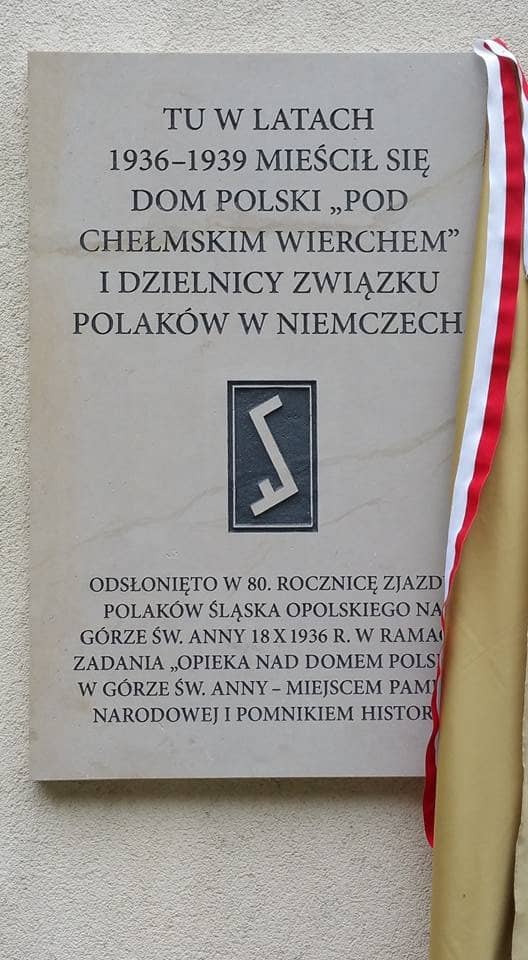 TU W LATACH
1936–1939 MIEŚCIŁ SIĘ
DOM POLSKI „POD
CHEŁMSKIM WIERCHEM”
I DZIELNICY ZWIĄZKU
POLAKÓW W NIEMCZECH
ODSŁONIĘTO W 80. ROCZNICĘ
POLAKÓW ŚLĄSKA OPOLSKIEGO NA
GÓRZE ŚW. ANNY 18 X 1936 R. W
ZADANIA „OPIEKA NAD DOMEM
W GÓRZE ŚW. ANNY – MIEJSCEM
NARODOWEJ I POMNIKIEM